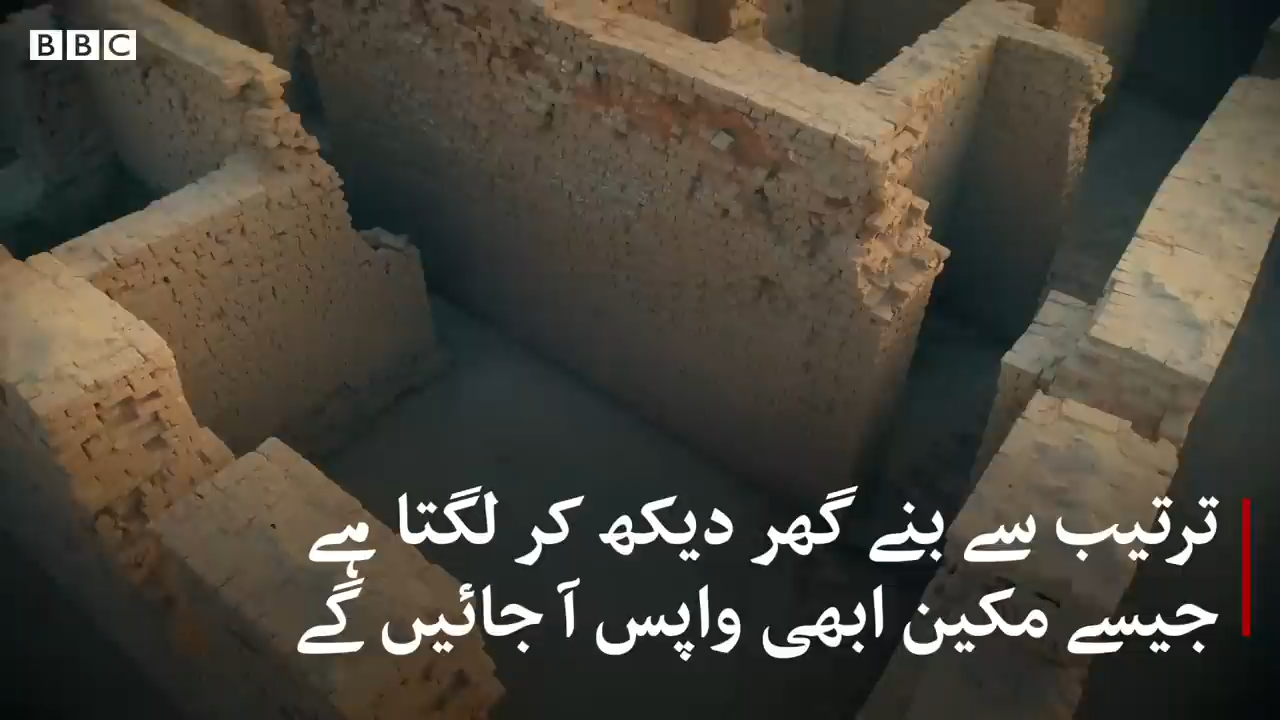 BBC
ترتیب سے بنے گھر دیکھ کر لگتا ہے
جیسے مکین ابھی واپس آ جائیں گے